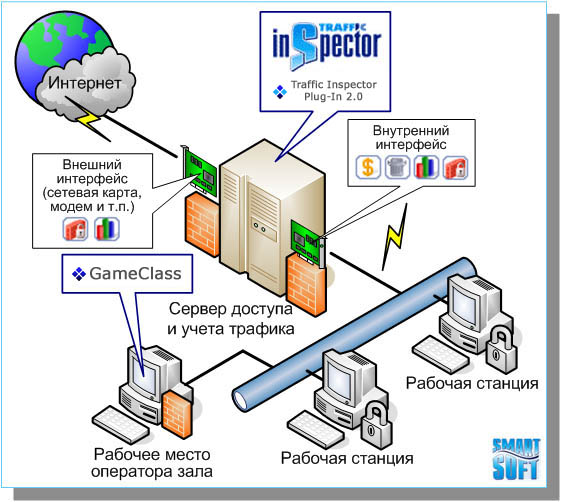 Интернет
TRAFFIC
inSpector
Traffic Inspector
Plug-In 2.0
Внутренний
интерфейс
Внешний
интерфейс
(сетевая карта,
модем и т.п.)
GameClass
Сервер доступа
и учета трафика
Рабочая станция
Рабочее место
оператора зала
Рабочая станция
SMART
SOFT